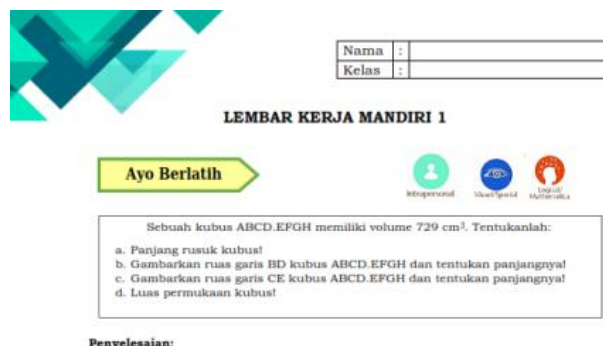 Nama :
Kelas :
LEMBAR KERJA MANDIRI 1
Ayo Berlatih
Intrapersonal
Visual/Spasial
Logical/
Mathematika
Sebuah kubus ABCD.EFGH memiliki volume 729 cm³. Tentukanlah:
a. Panjang rusuk kubus!
b. Gambarkan ruas garis BD kubus ABCD.EFGH dan tentukan panjangnya!
c. Gambarkan ruas garis CE kubus ABCD.EFGH dan tentukan panjangnya!
d. Luas permukaan kubus!
Penyelesaian: